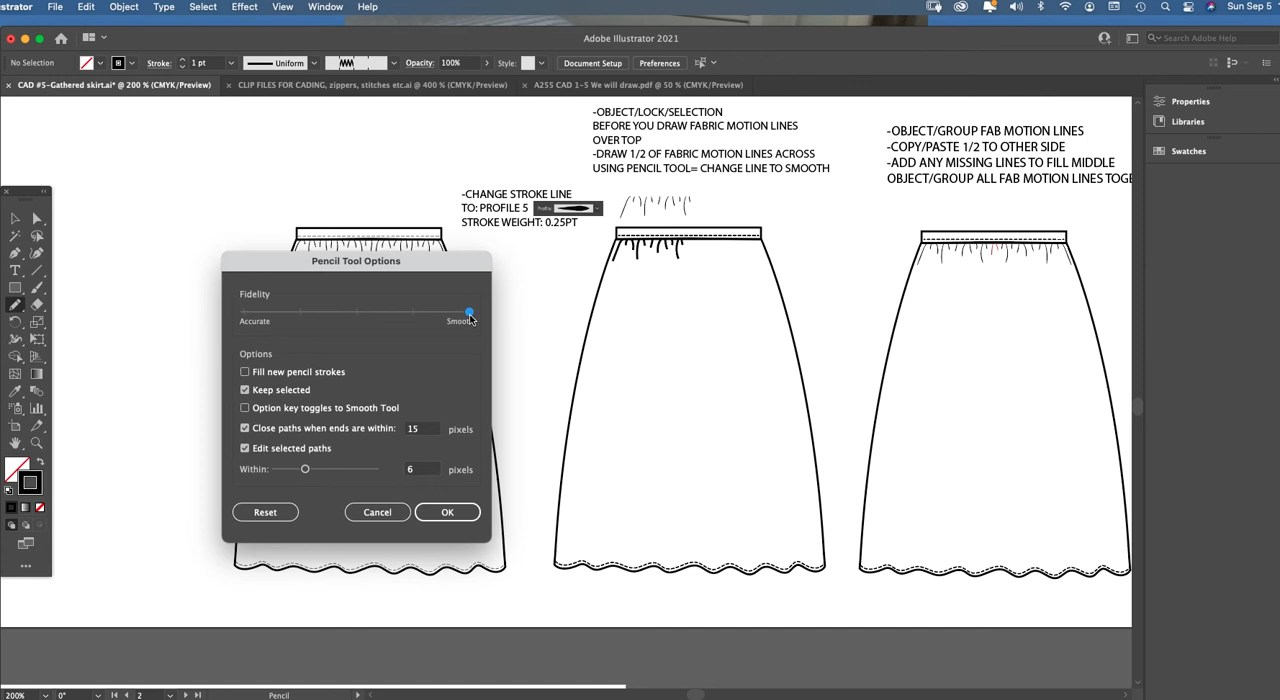 strator File Edit Object Type Select Effect View Window Help Sun Sep 5
Adobe Illustrator 2021 Search Adobe Help
No Selection Stroke: 1 pt Uniform Opacity: 100% Style: Document Setup Preferences
CAD #5-Gathered skirt.ai* @ 200 % (CMYK/Preview) CLIP FILES FOR CADING, zippers, stitches etc.ai @ 400 % (CMYK/Preview) A255 CAD 1-5 We will draw.pdf @ 50 % (CMYK/Preview)
-OBJECT/LOCK/SELECTION
BEFORE YOU DRAW FABRIC MOTION LINES
OVER TOP
-DRAW 1/2 OF FABRIC MOTION LINES ACROSS
USING PENCIL TOOL= CHANGE LINE TO SMOOTH
-OBJECT/GROUP FAB MOTION LINES
-COPY/PASTE 1/2 TO OTHER SIDE
-ADD ANY MISSING LINES TO FILL MIDDLE
OBJECT/GROUP ALL FAB MOTION LINES TOGE
-CHANGE STROKE LINE
TO: PROFILE 5 Profile:
STROKE WEIGHT: 0.25PT
Properties
Libraries
Swatches
Pencil Tool Options
Fidelity
Accurate Smooth
Options
Fill new pencil strokes
Keep selected
Option key toggles to Smooth Tool
Close paths when ends are within: 15 pixels
Edit selected paths
Within: 6 pixels
Reset Cancel OK
200% 0° 2 Pencil